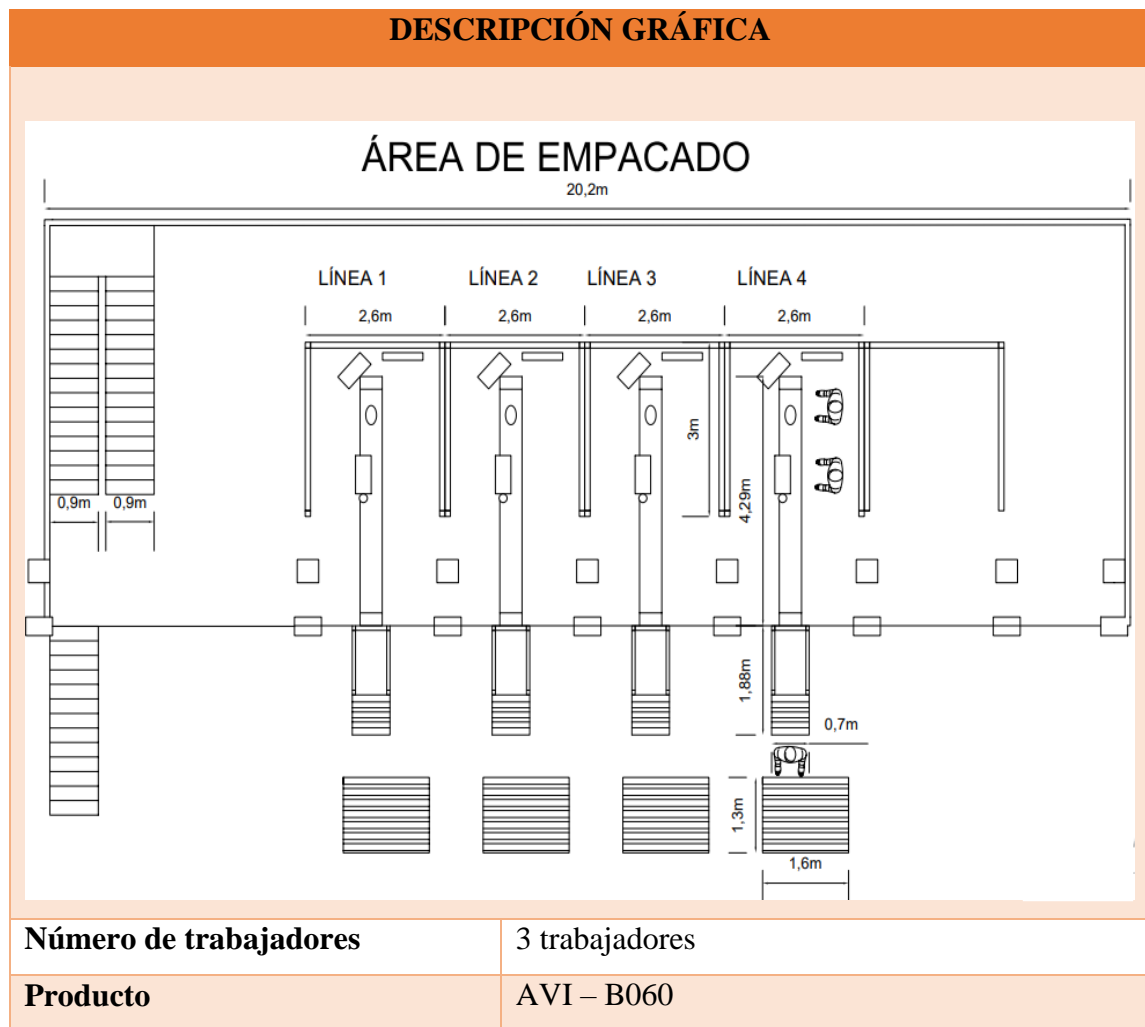 DESCRIPCIÓN GRÁFICA
ÁREA DE EMPACADO
20,2m
LÍNEA 1 LÍNEA 2 LÍNEA 3 LÍNEA 4
2,6m 2,6m 2,6m 2,6m
3m
4,29m
0,9m 0,9m
1,88m
0,7m
1,3m
1,6m
Número de trabajadores 3 trabajadores
Producto AVI – B060